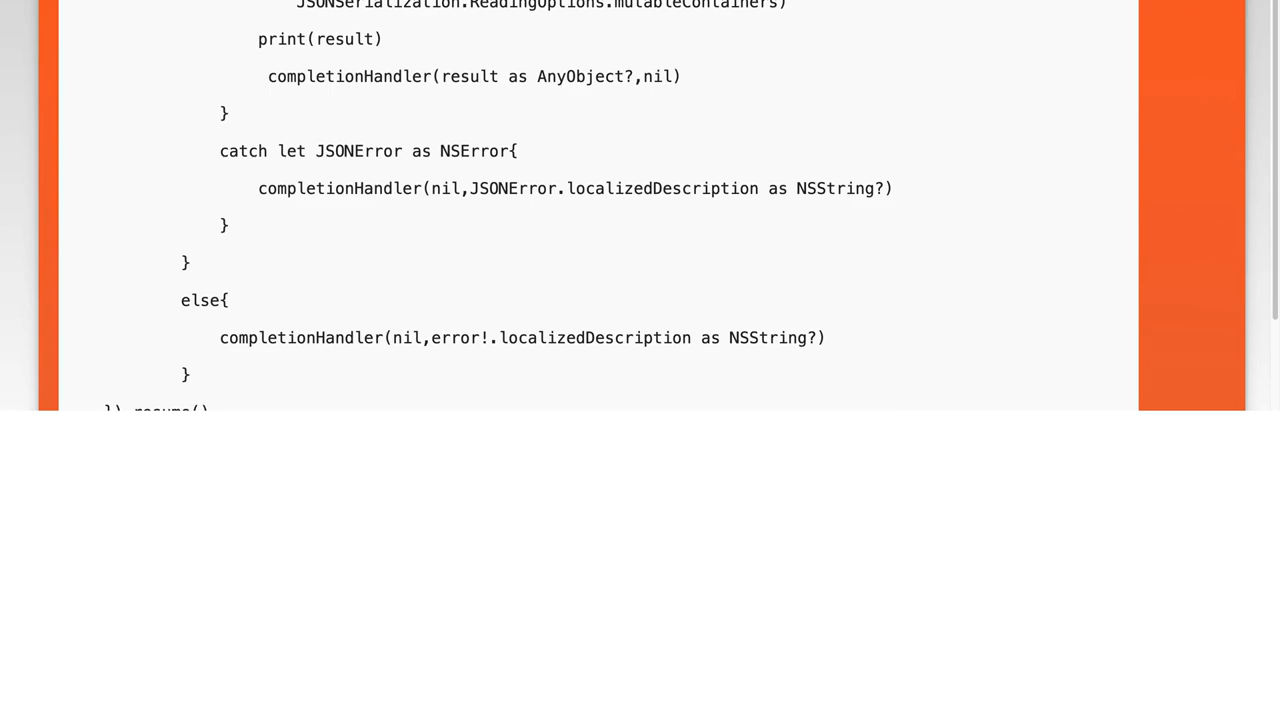 JSONSerialization.ReadingOptions.mutableContainers)
print(result)
completionHandler(result as AnyObject?,nil)
}
catch let JSONError as NSError{
completionHandler(nil,JSONError.localizedDescription as NSString?)
}
}
else{
completionHandler(nil,error!.localizedDescription as NSString?)
}
}).resume()